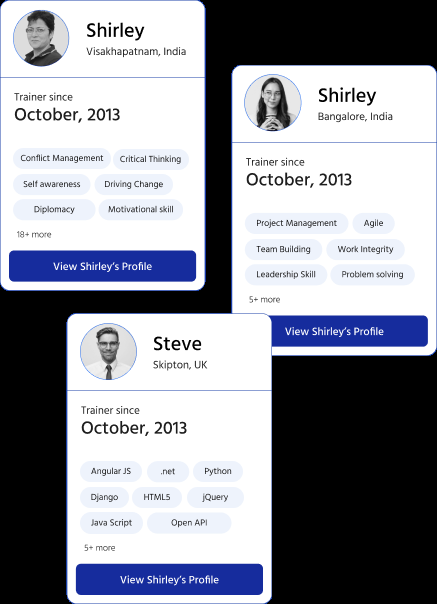 Shirley
Visakhapatnam, India
Trainer since
October, 2013
Conflict Management
Critical Thinking
Self awareness
Driving Change
Diplomacy
Motivational skill
18+ more
View Shirley's Profile
Shirley
Bangalore, India
Trainer since
October, 2013
Project Management
Agile
Team Building
Work Integrity
Leadership Skill
Problem solving
5+ more
View Shirley's Profile
Steve
Skipton, UK
Trainer since
October, 2013
Angular JS
.net
Python
Django
HTML5
jQuery
Java Script
Open API
5+ more
View Shirley's Profile